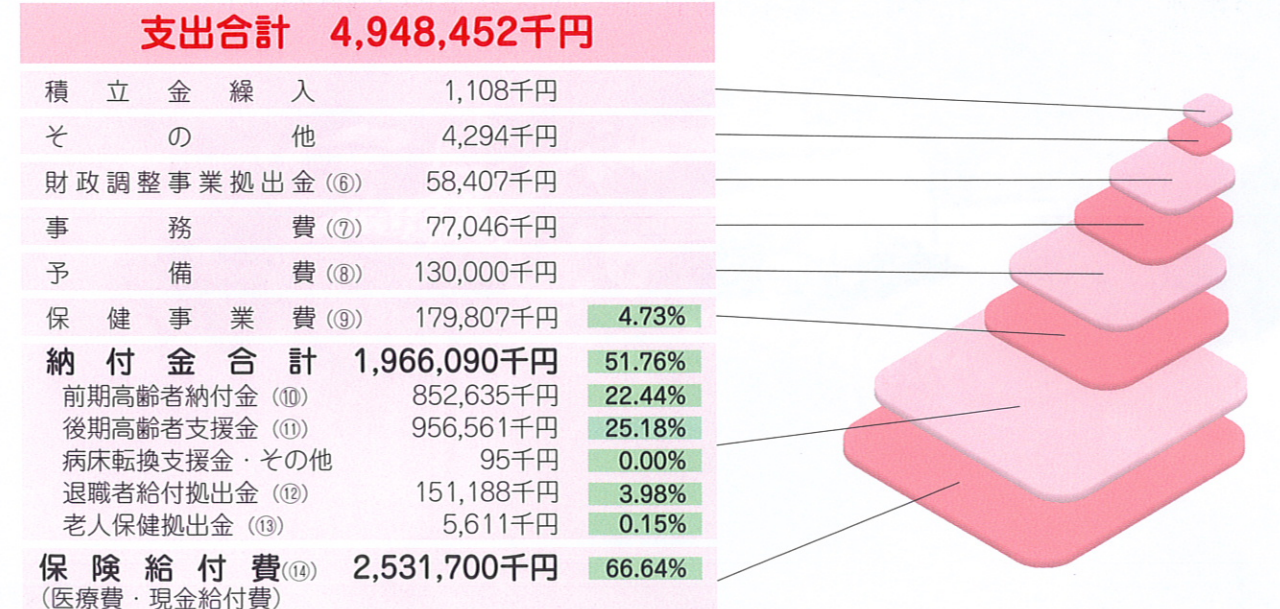 支出合計 4,948,452千円
積立金繰入 1,108千円
その他 4,294千円
財政調整事業拠出金(⑥) 58,407千円
事務費(⑦) 77,046千円
予備費(⑧) 130,000千円
保健事業費(⑨) 179,807千円 4.73%
納付金合計 1,966,090千円 51.76%
前期高齢者納付金(⑩) 852,635千円 22.44%
後期高齢者支援金(⑪) 956,561千円 25.18%
病床転換支援金・その他 95千円 0.00%
退職者給付拠出金(⑫) 151,188千円 3.98%
老人保健拠出金(⑬) 5,611千円 0.15%
保険給付費(⑭) 2,531,700千円 66.64%
(医療費・現金給付費)